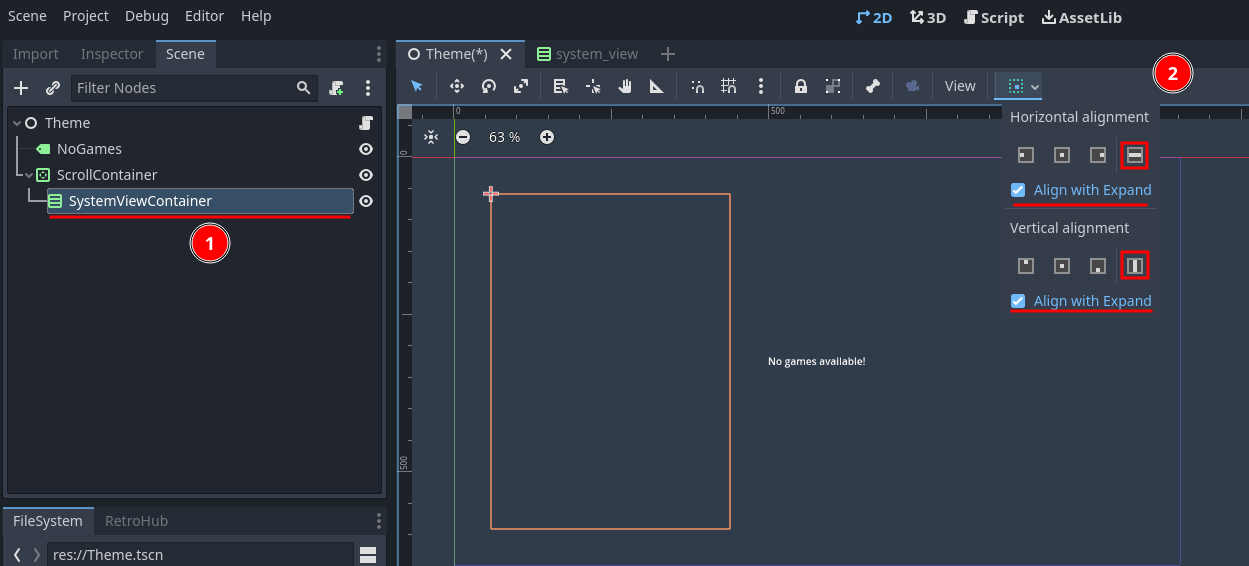 Scene Project Debug Editor Help
2D 3D Script AssetLib
Import Inspector Scene
Theme(*) system_view
Filter Nodes
View
2
0 500
Horizontal alignment
Theme
0
63 %
NoGames
ScrollContainer
Align with Expand
SystemViewContainer
Vertical alignment
1
Align with Expand
No games available!
500
FileSystem RetroHub
res://Theme.tscn